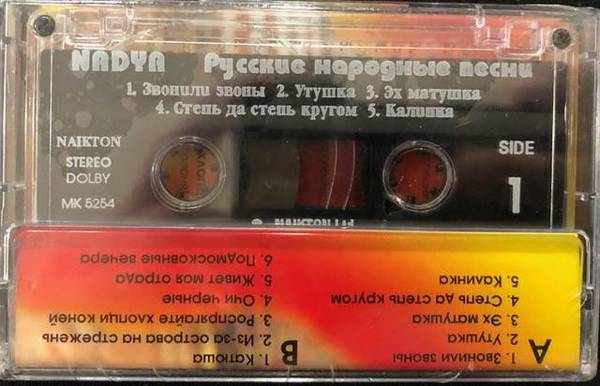 NADYA Русские народные песни
1. Звонили звоны 2. Утушка 3. Эх матушка
4. Степь да степь кругом 5. Калинка
NAIKTON
STEREO
DOLBY
MK 5254
SIDE
1
A
1. Звонили звоны
2. Утушка
3. Эх матушка
4. Степь да степь кругом
5. Калинка
B
1. Катюша
2. Из-за острова на стрежень
3. Распрягайте хлопци коней
4. Очи черные
5. Живет моя отрада
6. Подмосковные вечера